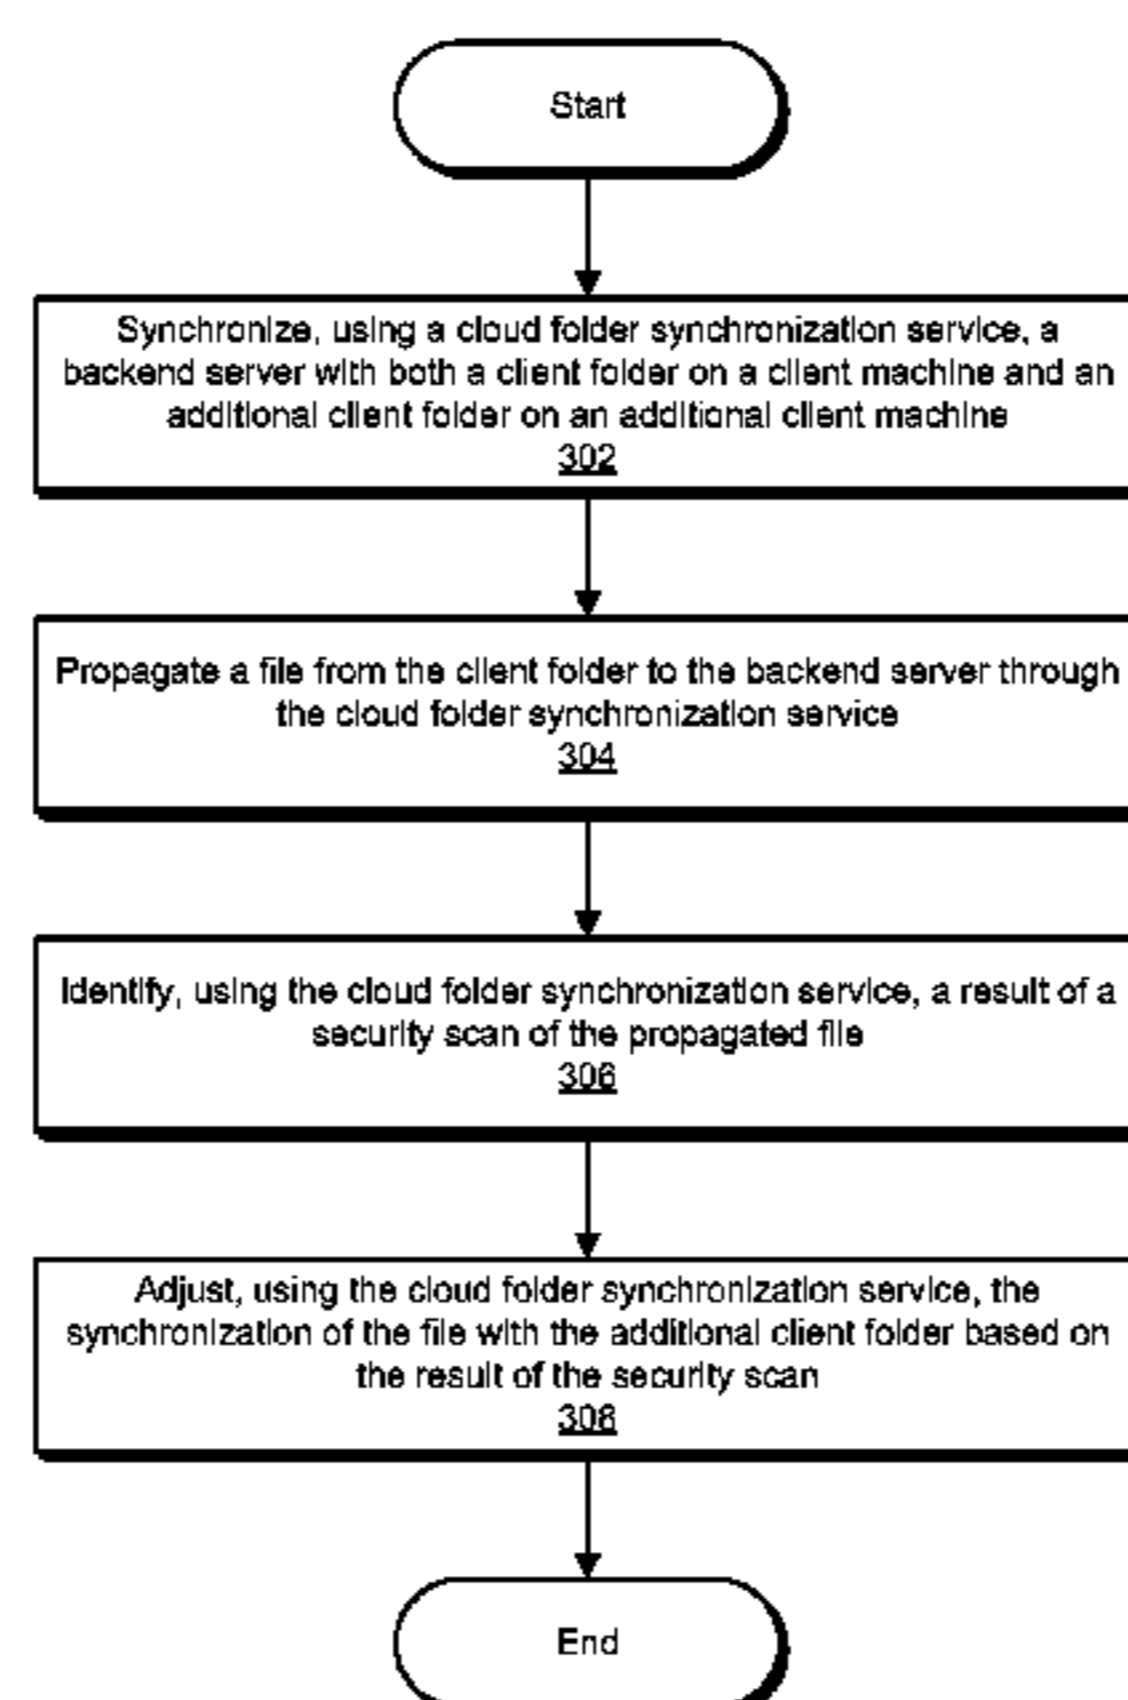 Start
Synchronize, using a cloud folder synchronization service, a
backend server with both a client folder on a client machine and an
additional client folder on an additional client machine
302
Propagate a file from the client folder to the backend server through
the cloud folder synchronization service
304
Identify, using the cloud folder synchronization service, a result of a
security scan of the propagated file
306
Adjust, using the cloud folder synchronization service, the
synchronization of the file with the additional client folder based on
the result of the security scan
308
End